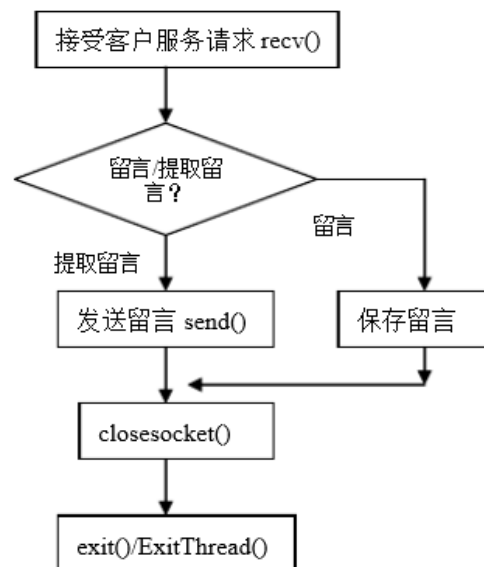 接受客户服务请求 recv()
留言/提取留
言？
留言
提取留言
发送留言 send()
保存留言
closesocket()
exit()/ExitThread()